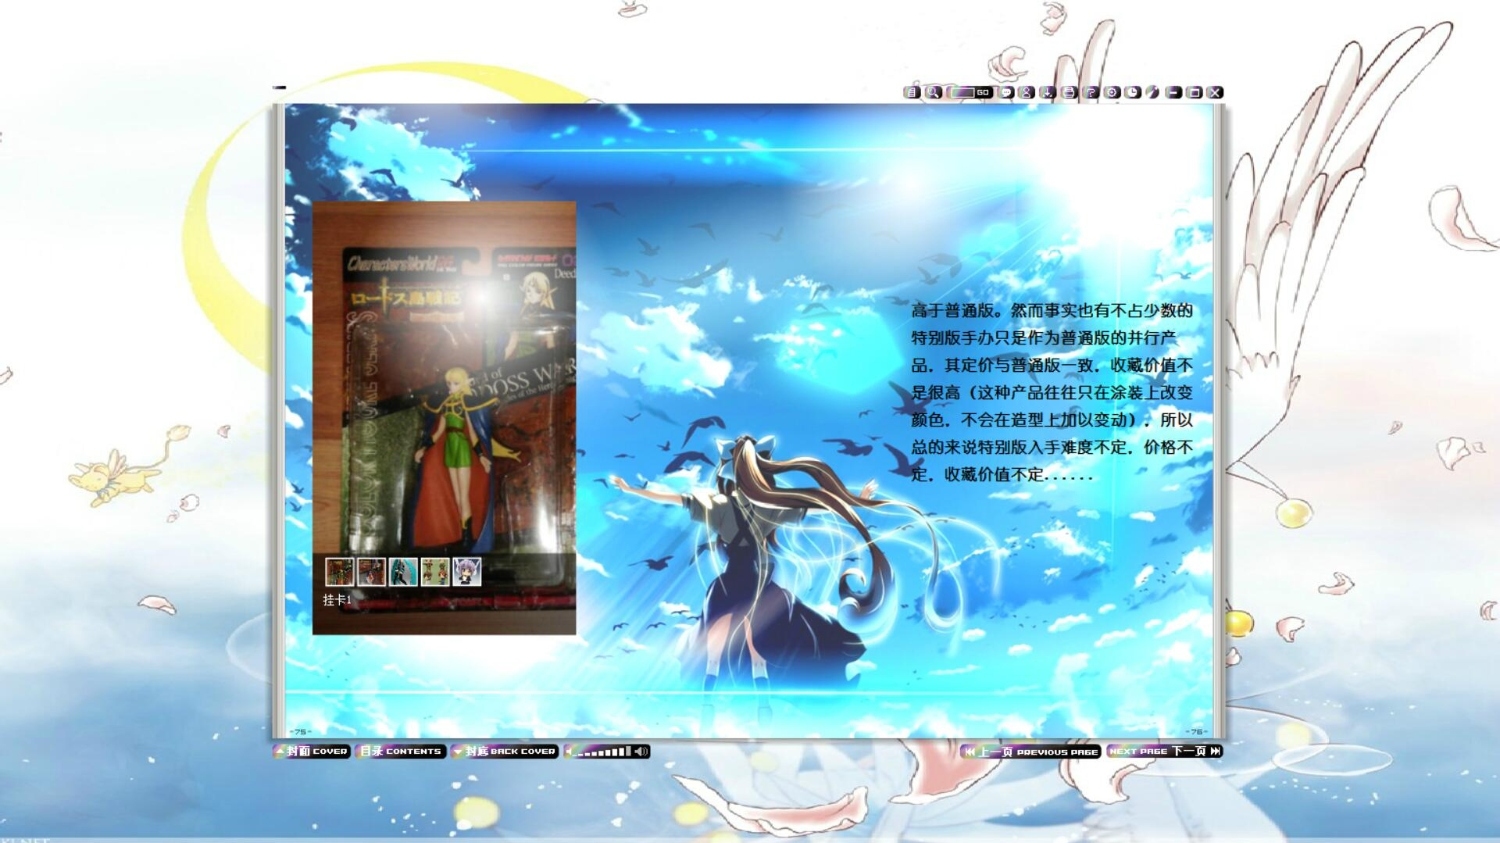 GO
CharactersWorld
ロードス島戦記
Deed
挂卡1
高于普通版。然而事实也有不占少数的
特别版手办只是作为普通版的并行产
品，其定价与普通版一致，收藏价值不
是很高（这种产品往往只在涂装上改变
颜色，不会在造型上加以变动），所以
总的来说特别版入手难度不定，价格不
定，收藏价值不定......
-75-
-76-
封面 COVER
目录 CONTENTS
封底 BACK COVER
上一页 PREVIOUS PAGE
NEXT PAGE 下一页